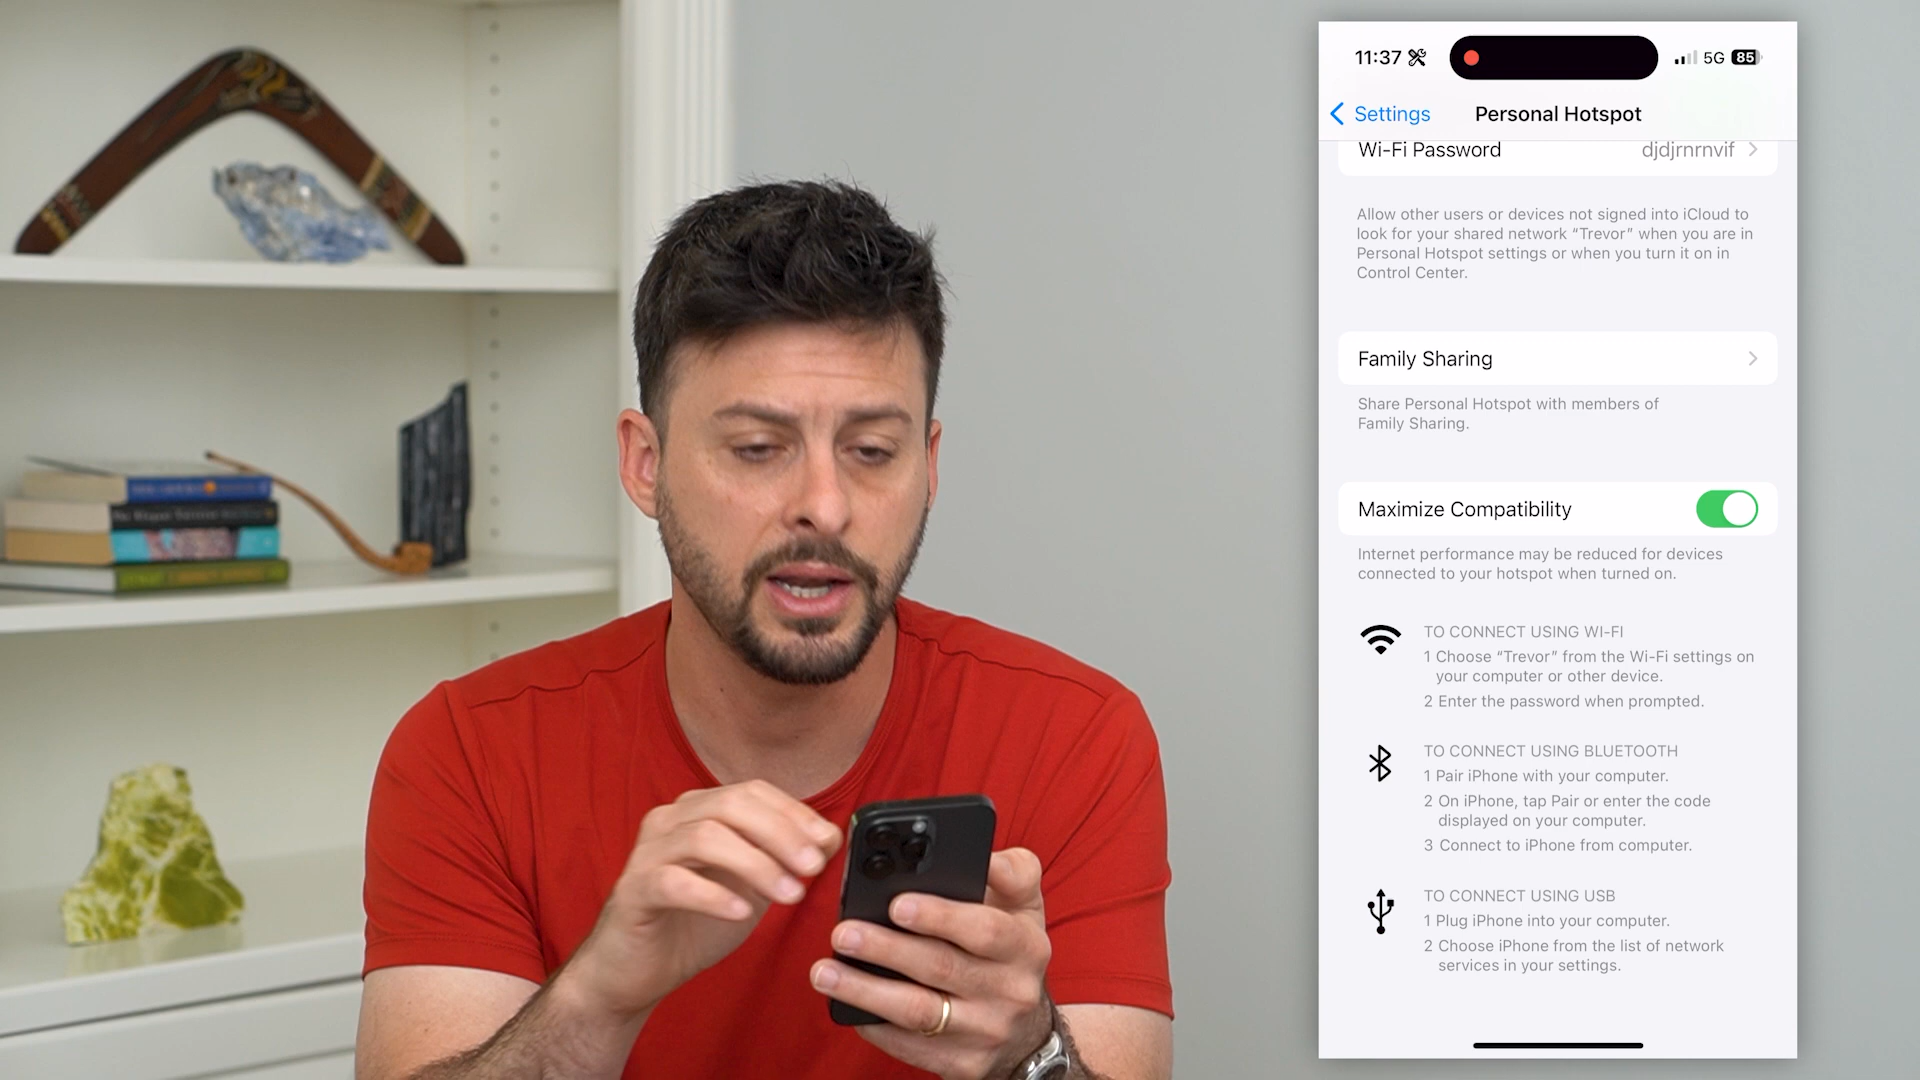 11:37
5G 85
Settings
Personal Hotspot
Wi-Fi Password
djdjrnrnvif
Allow other users or devices not signed into iCloud to
look for your shared network “Trevor” when you are in
Personal Hotspot settings or when you turn it on in
Control Center.
Family Sharing
Share Personal Hotspot with members of
Family Sharing.
Maximize Compatibility
Internet performance may be reduced for devices
connected to your hotspot when turned on.
TO CONNECT USING WI-FI
1 Choose “Trevor” from the Wi-Fi settings on
your computer or other device.
2 Enter the password when prompted.
TO CONNECT USING BLUETOOTH
1 Pair iPhone with your computer.
2 On iPhone, tap Pair or enter the code
displayed on your computer.
3 Connect to iPhone from computer.
TO CONNECT USING USB
1 Plug iPhone into your computer.
2 Choose iPhone from the list of network
services in your settings.